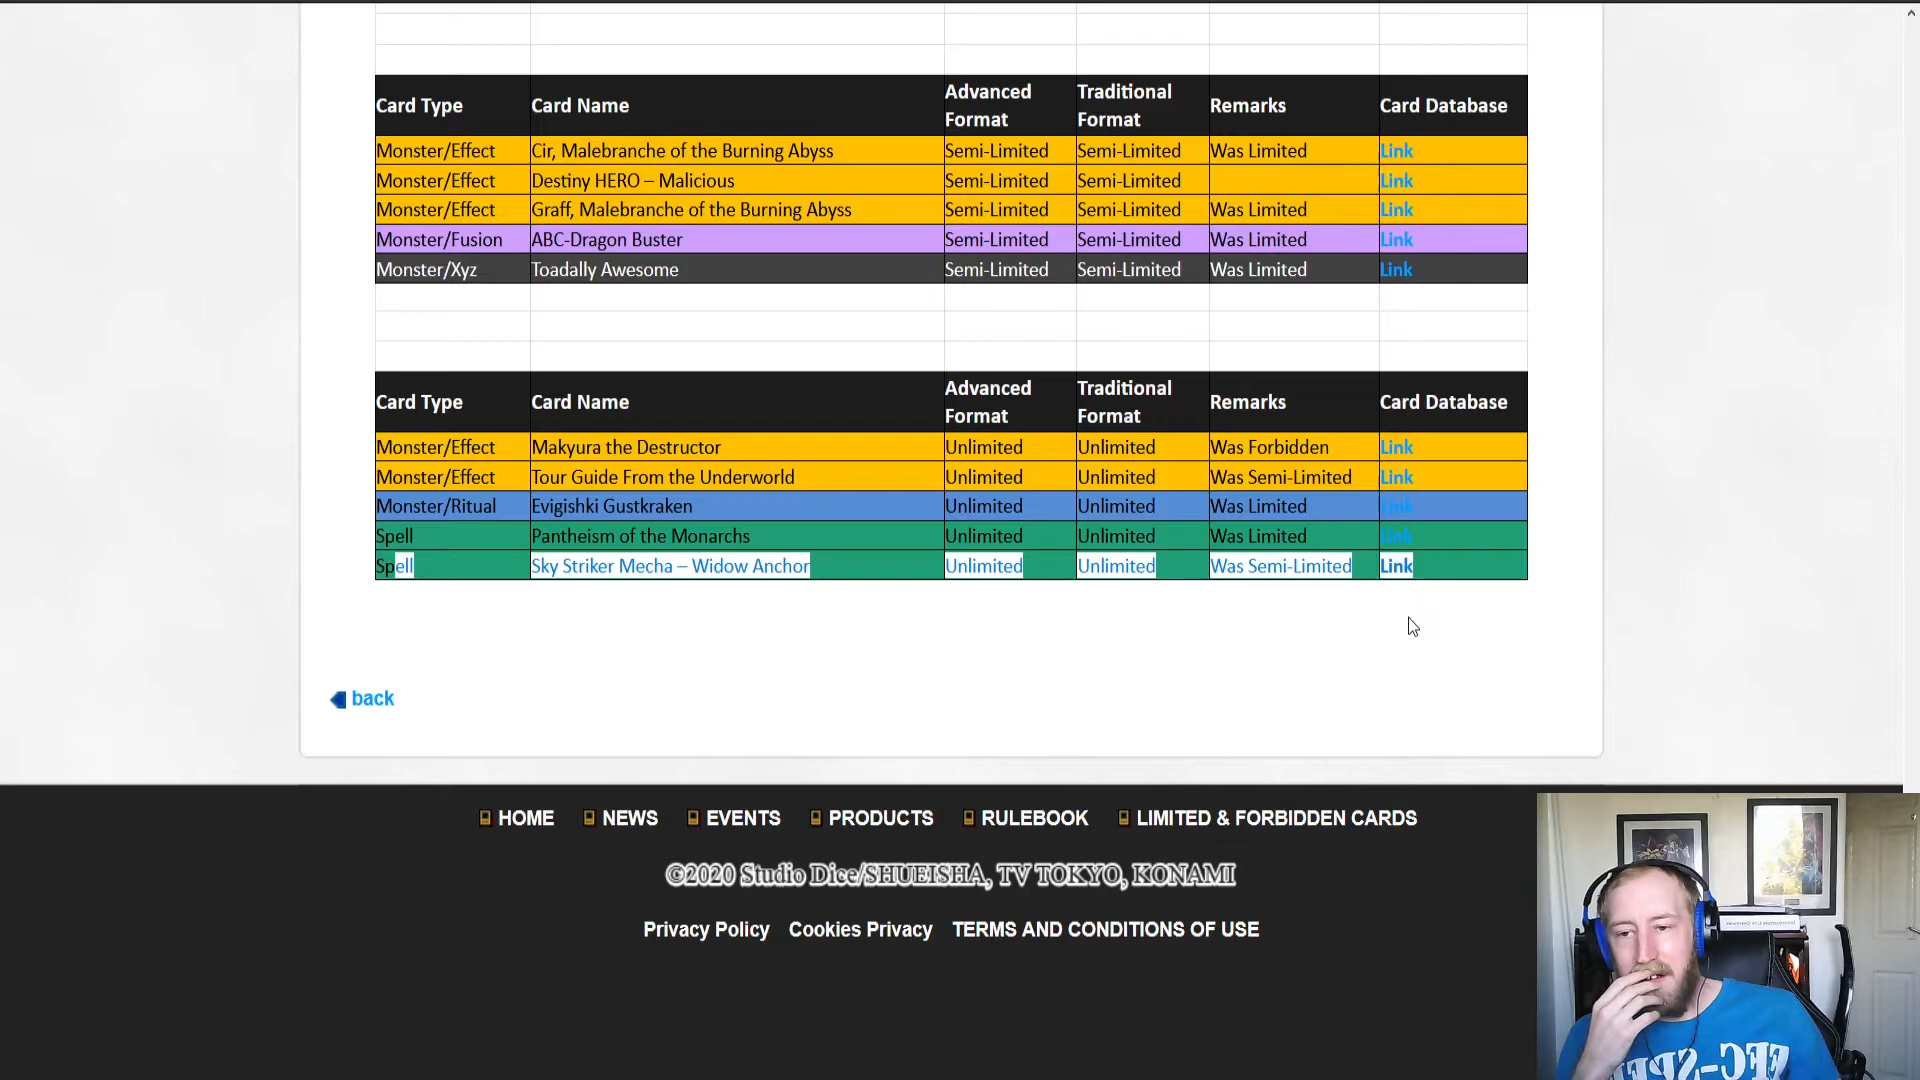 Card Type Card Name Advanced Format Traditional Format Remarks Card Database
Monster/Effect Cir, Malebranche of the Burning Abyss Semi-Limited Semi-Limited Was Limited Link
Monster/Effect Destiny HERO – Malicious Semi-Limited Semi-Limited Link
Monster/Effect Graff, Malebranche of the Burning Abyss Semi-Limited Semi-Limited Was Limited Link
Monster/Fusion ABC-Dragon Buster Semi-Limited Semi-Limited Was Limited Link
Monster/Xyz Toadally Awesome Semi-Limited Semi-Limited Was Limited Link
Card Type Card Name Advanced Format Traditional Format Remarks Card Database
Monster/Effect Makyura the Destructor Unlimited Unlimited Was Forbidden Link
Monster/Effect Tour Guide From the Underworld Unlimited Unlimited Was Semi-Limited Link
Monster/Ritual Evigishki Gustkraken Unlimited Unlimited Was Limited Link
Spell Pantheism of the Monarchs Unlimited Unlimited Was Limited Link
Spell Sky Striker Mecha – Widow Anchor Unlimited Unlimited Was Semi-Limited Link
back
HOME NEWS EVENTS PRODUCTS RULEBOOK LIMITED & FORBIDDEN CARDS
©2020 Studio Dice/SHUEISHA, TV TOKYO, KONAMI
Privacy Policy Cookies Privacy TERMS AND CONDITIONS OF USE